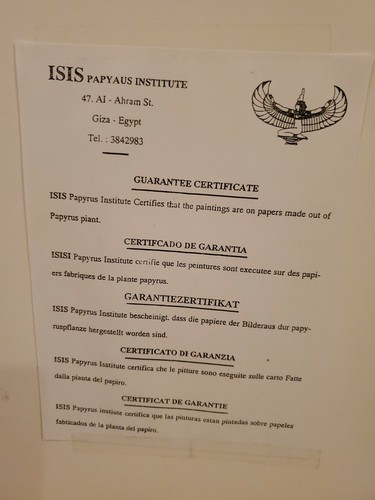 ISIS PAPYAUS INSTITUTE
47. AI - Ahram St.
Giza - Egypt
Tel. : 3842983
GUARANTEE CERTIFICATE
ISIS Papyrus Institute Certifies that the paintings are on papers made out of
Papyrus piant.
CERTIFCADO DE GARANTIA
ISISI Papyrus Institute certifie que les peintures sont executee sur des papi-
ers fabriques de la plante papyrus.
GARANTIEZERTIFIKAT
ISIS Papyrus Institute bescheinigt. dass die papiere der Bilderaus dur papy-
ruspflanze hergestellt worden sind.
CERTIFICATO DI GARANZIA
ISIS Papyrus Institute certifica che le pitture sono eseguite sulle carto Fatte
dalla pianta del papiro.
CERTIFICAT DE GARANTIE
ISIS Papyrus institute certifica que las pinturas estan pintadas sobre papeles
fabricados de la planta del papiro.